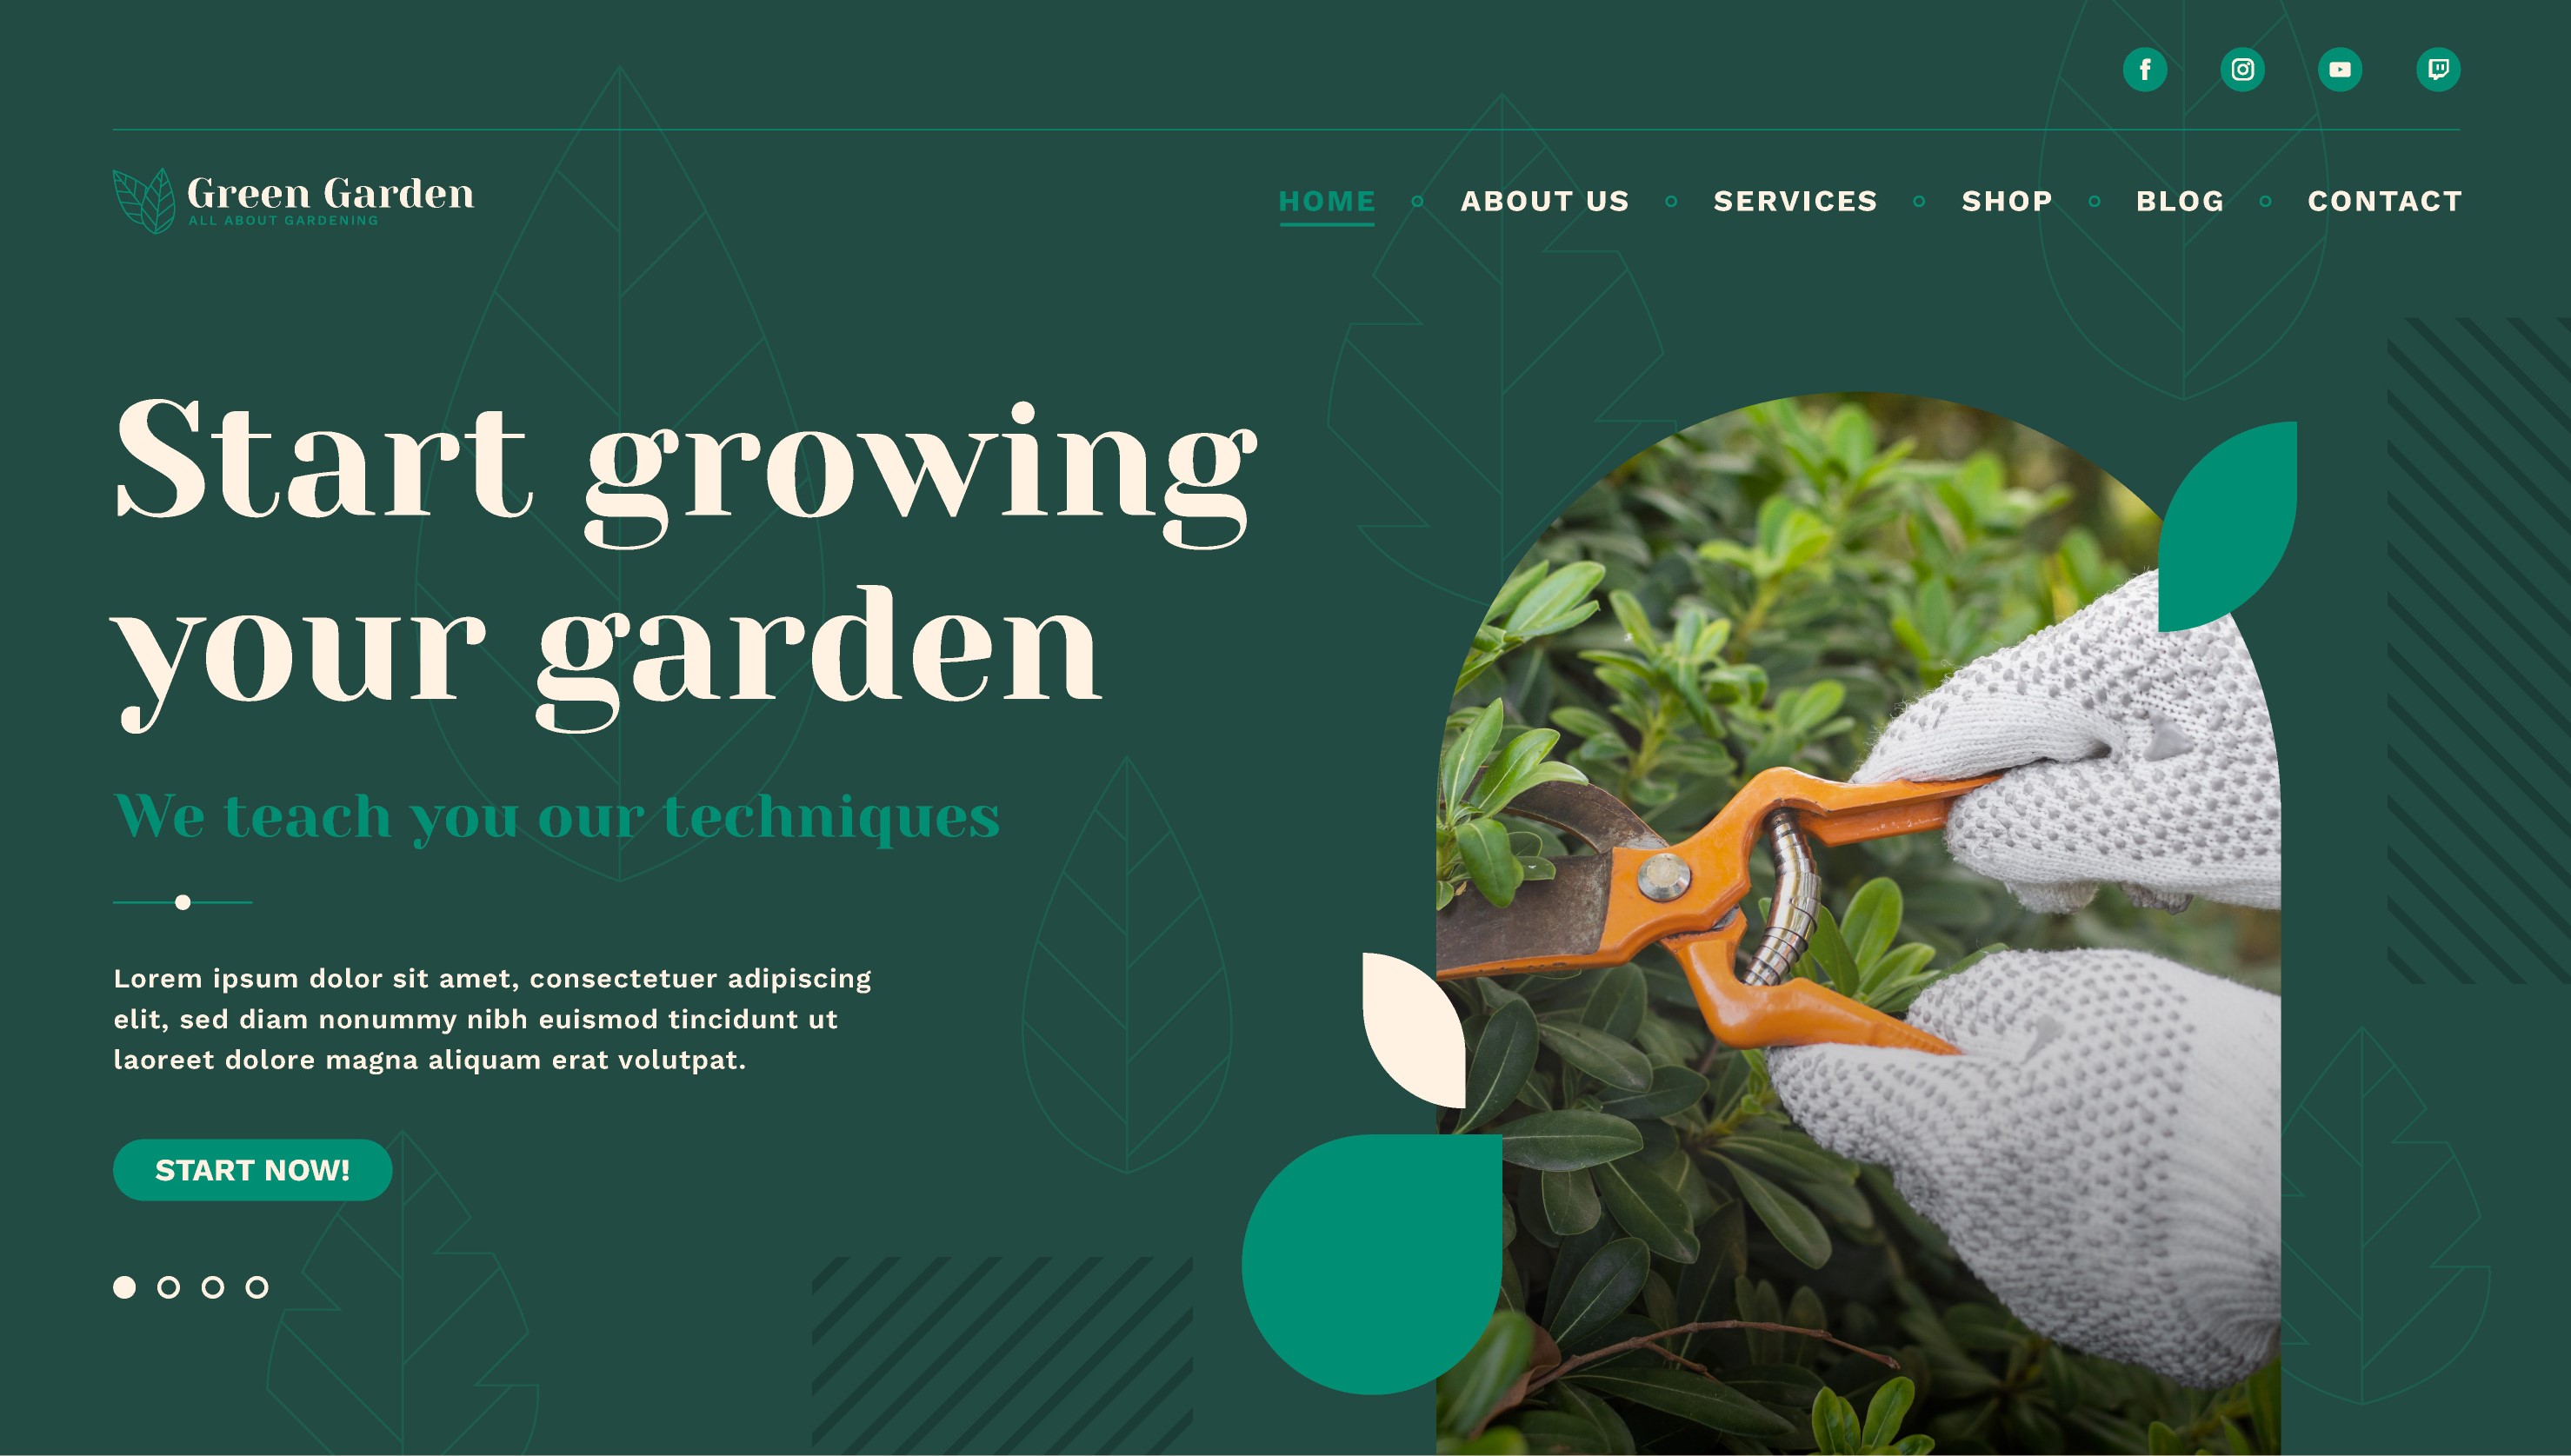 Green Garden
ALL ABOUT GARDENING
HOME ABOUT US SERVICES SHOP BLOG CONTACT
Start growing
your garden
We teach you our techniques
Lorem ipsum dolor sit amet, consectetuer adipiscing
elit, sed diam nonummy nibh euismod tincidunt ut
laoreet dolore magna aliquam erat volutpat.
START NOW!